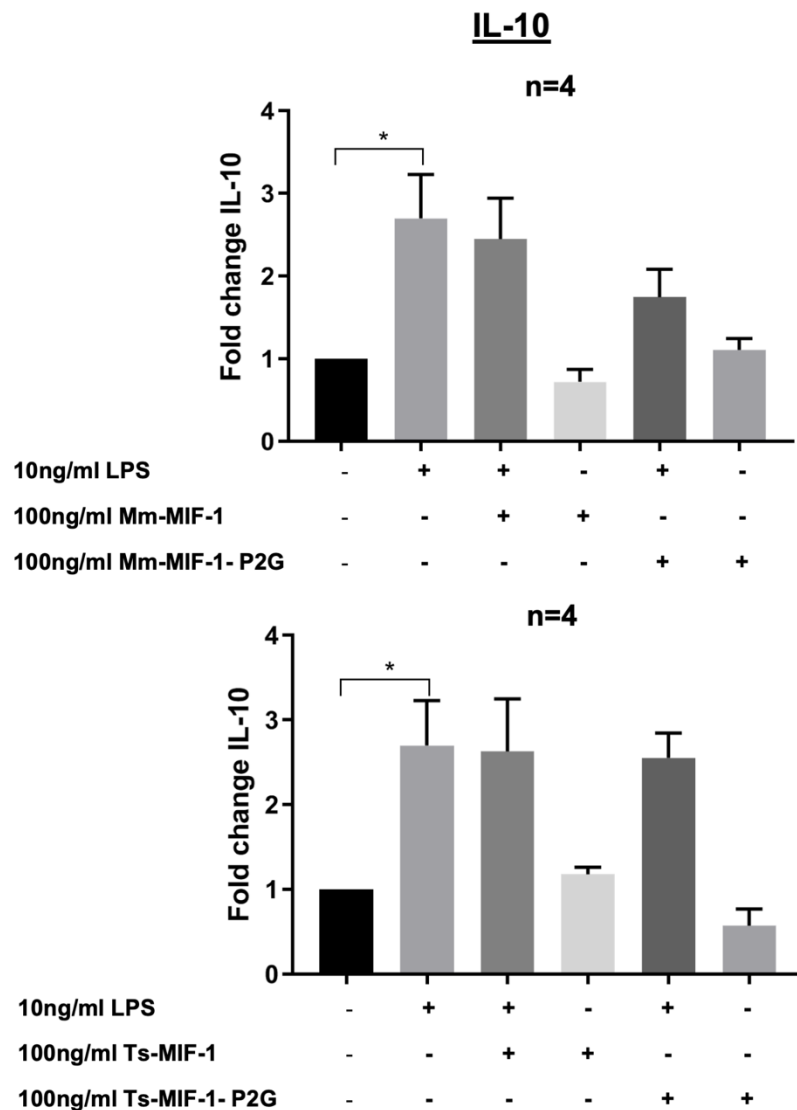 IL-10
n=4
4
*
3
2
1
0
Fold change IL-10
10ng/ml LPS - + + - + -
100ng/ml Mm-MIF-1 - - + + - -
100ng/ml Mm-MIF-1- P2G - - - - + +
n=4
4
*
3
2
1
0
Fold change IL-10
10ng/ml LPS - + + - + -
100ng/ml Ts-MIF-1 - - + + - -
100ng/ml Ts-MIF-1- P2G - - - - + +